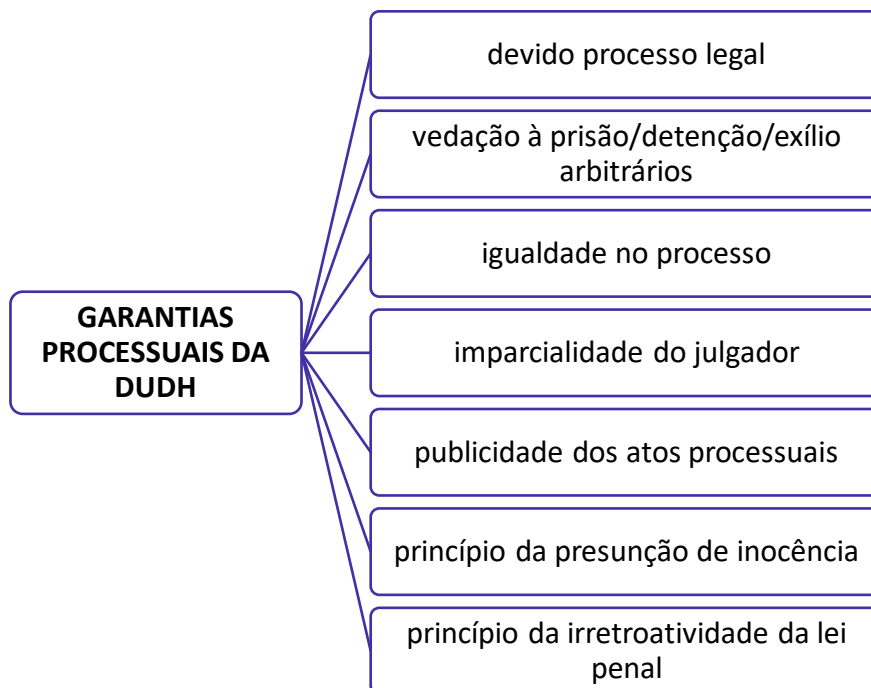 devido processo legal
vedação à prisão/detenção/exílio
arbitrários
igualdade no processo
GARANTIAS
PROCESSUAIS DA
DUDH
imparcialidade do julgador
publicidade dos atos processuais
princípio da presunção de inocência
princípio da irretroatividade da lei
penal